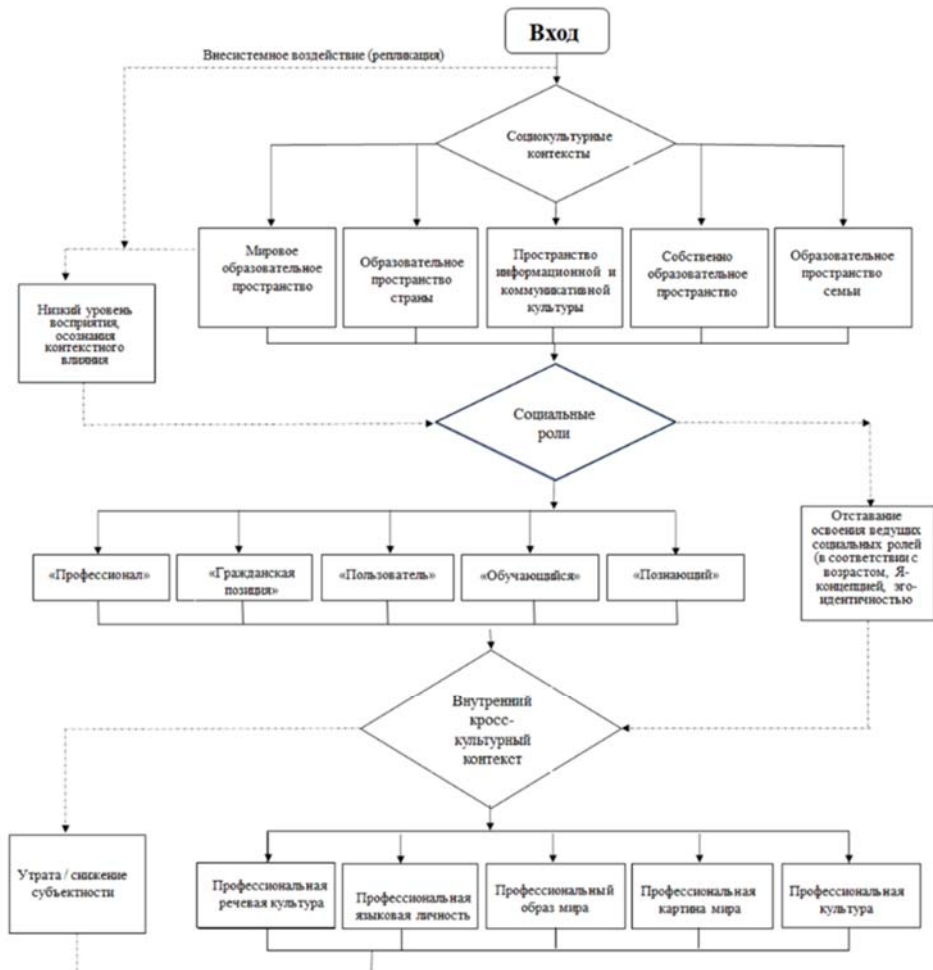 Вход
Внесистемное воздействие (репликация)
Социокультурные
контексты
Мировое
образовательное
пространство
Образовательное
пространство
страны
Пространство
информационной и
коммуникативной
культуры
Собственно
образовательное
пространство
Образовательное
пространство
семьи
Низкий уровень
восприятия,
осознания
контекстного
влияния
Социальные
роли
Отставание
освоения ведущих
социальных ролей
(в соответствии с
возрастом, Я-
концепцией, эго-
идентичностью
«Профессионал»
«Гражданская
позиция»
«Пользователь»
«Обучающийся»
«Познающий»
Внутренний
кросс-
культурный
контекст
Утрата / снижение
субъектности
Профессиональная
речевая культура
Профессиональная
языковая личность
Профессиональный
образ мира
Профессиональная
картина мира
Профессиональная
культура